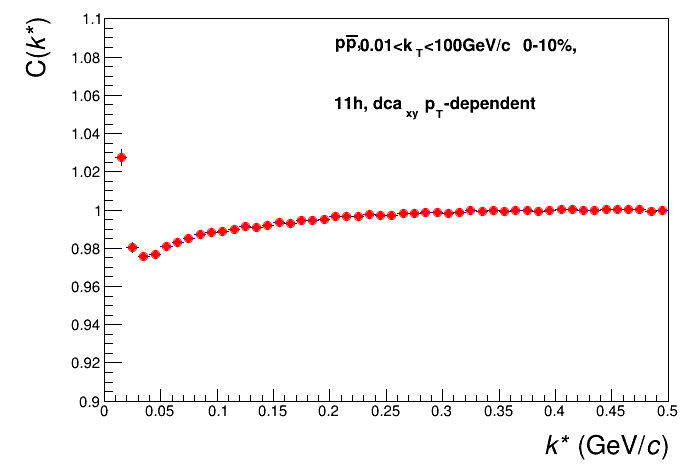 C(k*)
1.1
1.08
1.06
1.04
1.02
1
0.98
0.96
0.94
0.92
0.9
pp̅, 0.01<k_T<100GeV/c 0-10%,
11h, dca_xy p_T-dependent
0 0.05 0.1 0.15 0.2 0.25 0.3 0.35 0.4 0.45 0.5
k* (GeV/c)